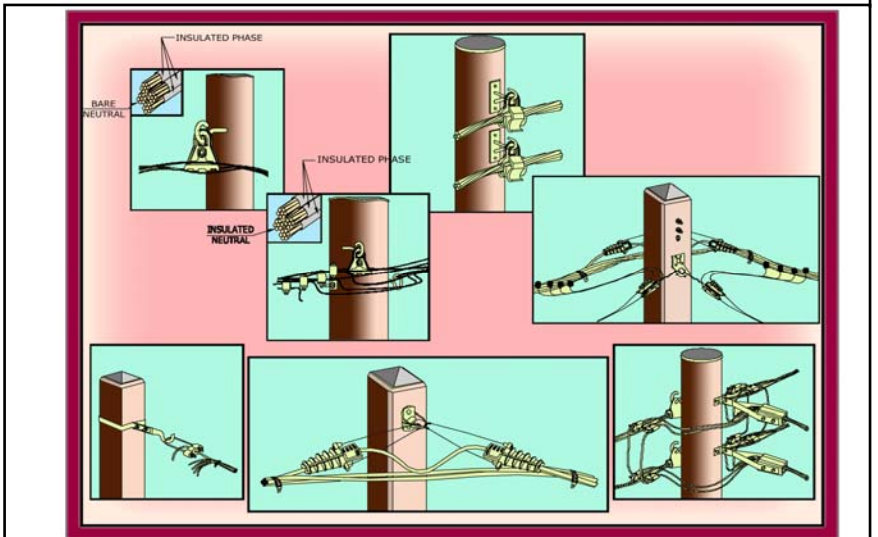 INSULATED PHASE
BARE
NEUTRAL
INSULATED PHASE
INSULATED
NEUTRAL